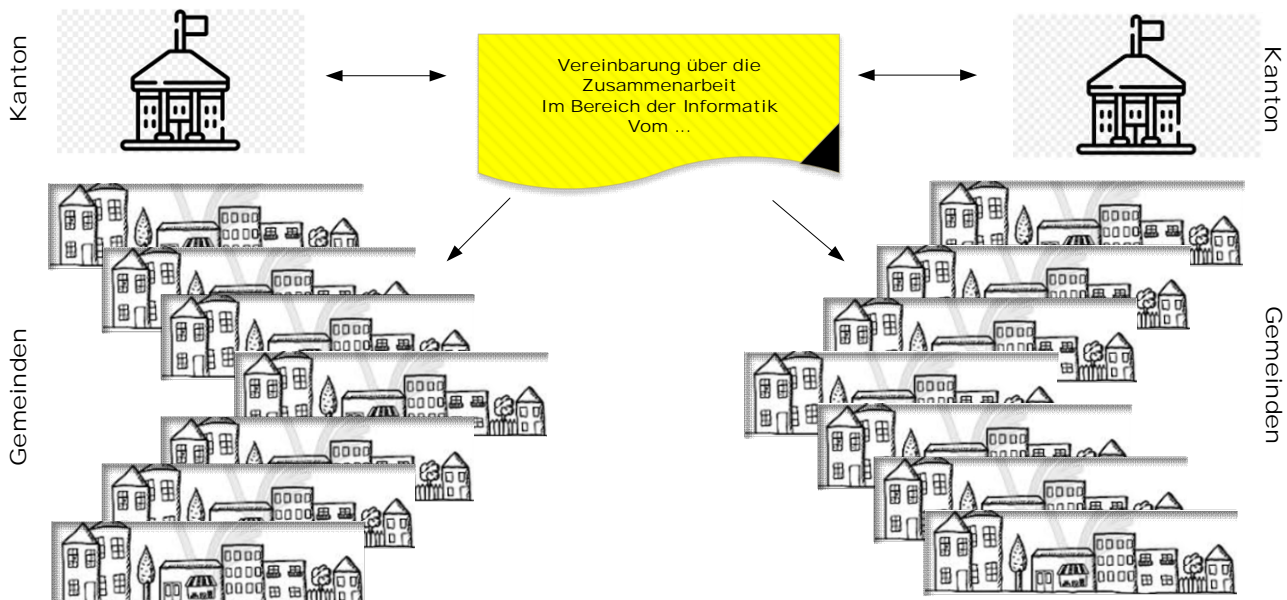 Kanton
Vereinbarung über die
Zusammenarbeit
Im Bereich der Informatik
Vom ...
Kanton
Gemeinden
Gemeinden